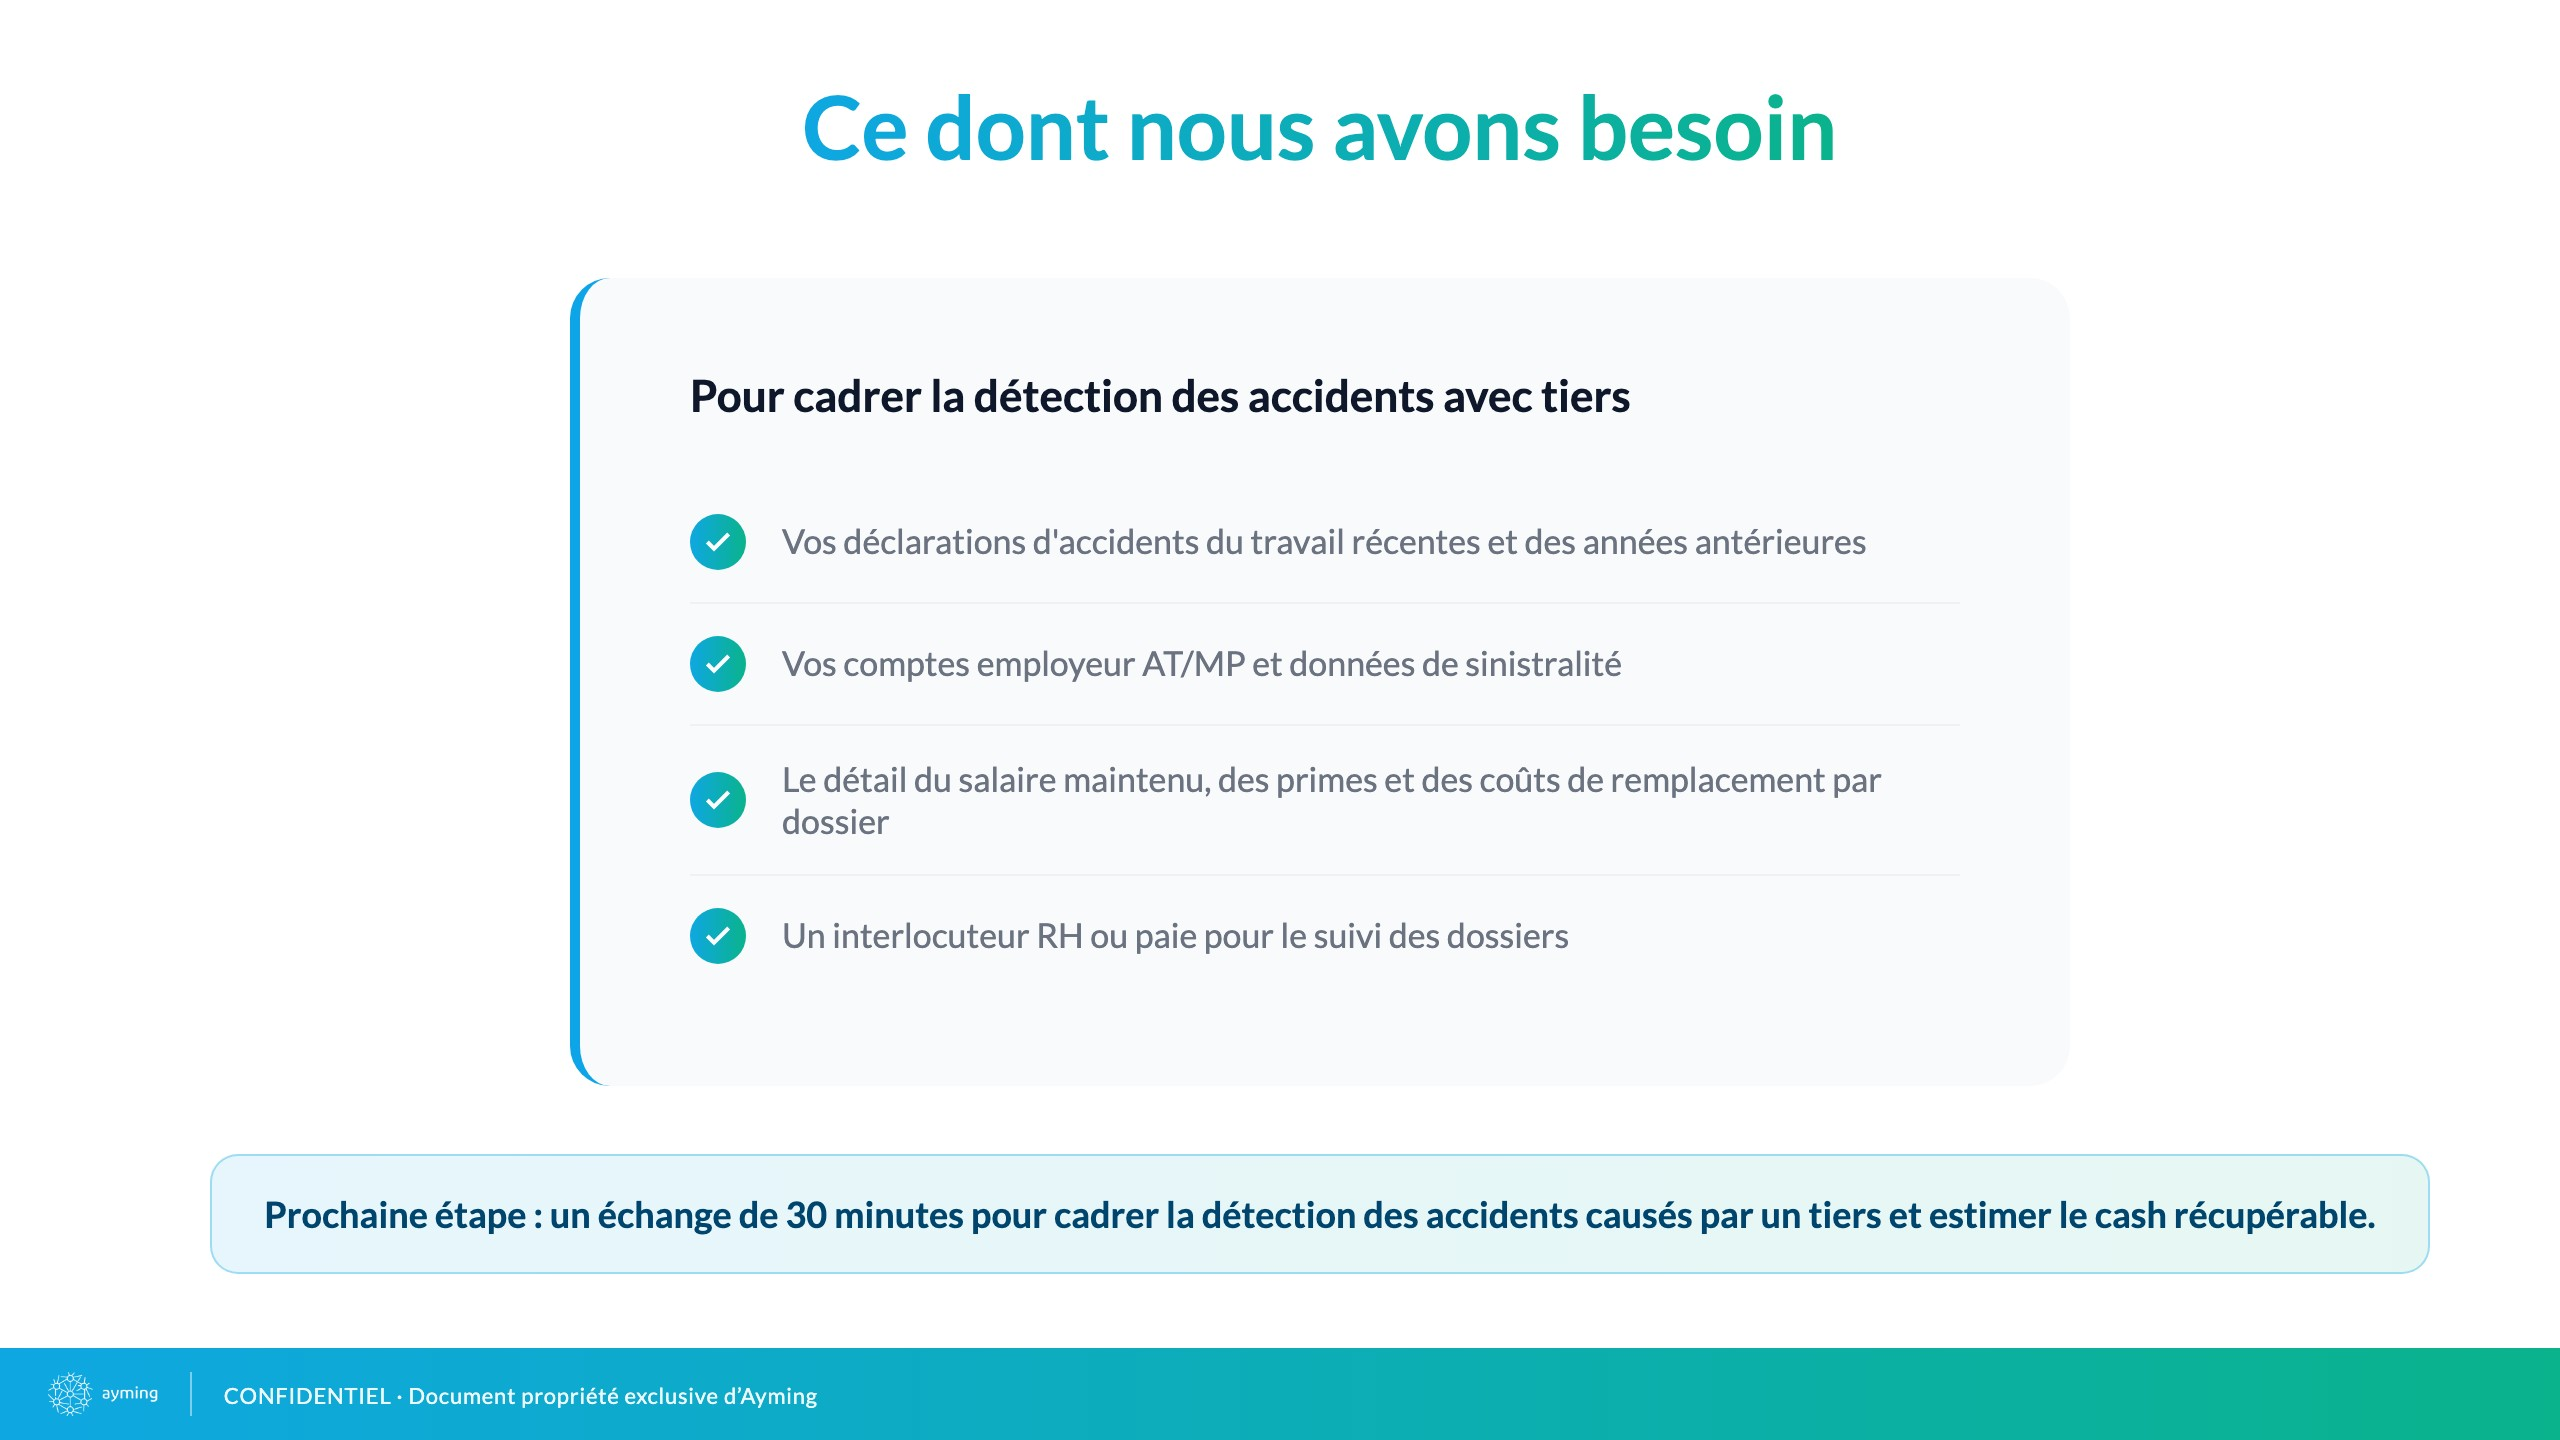 Ce dont nous avons besoin
Pour cadrer la détection des accidents avec tiers
Vos déclarations d'accidents du travail récentes et des années antérieures
Vos comptes employeur AT/MP et données de sinistralité
Le détail du salaire maintenu, des primes et des coûts de remplacement par
dossier
Un interlocuteur RH ou paie pour le suivi des dossiers
Prochaine étape : un échange de 30 minutes pour cadrer la détection des accidents causés par un tiers et estimer le cash récupérable.
ayming
CONFIDENTIEL · Document propriété exclusive d’Ayming